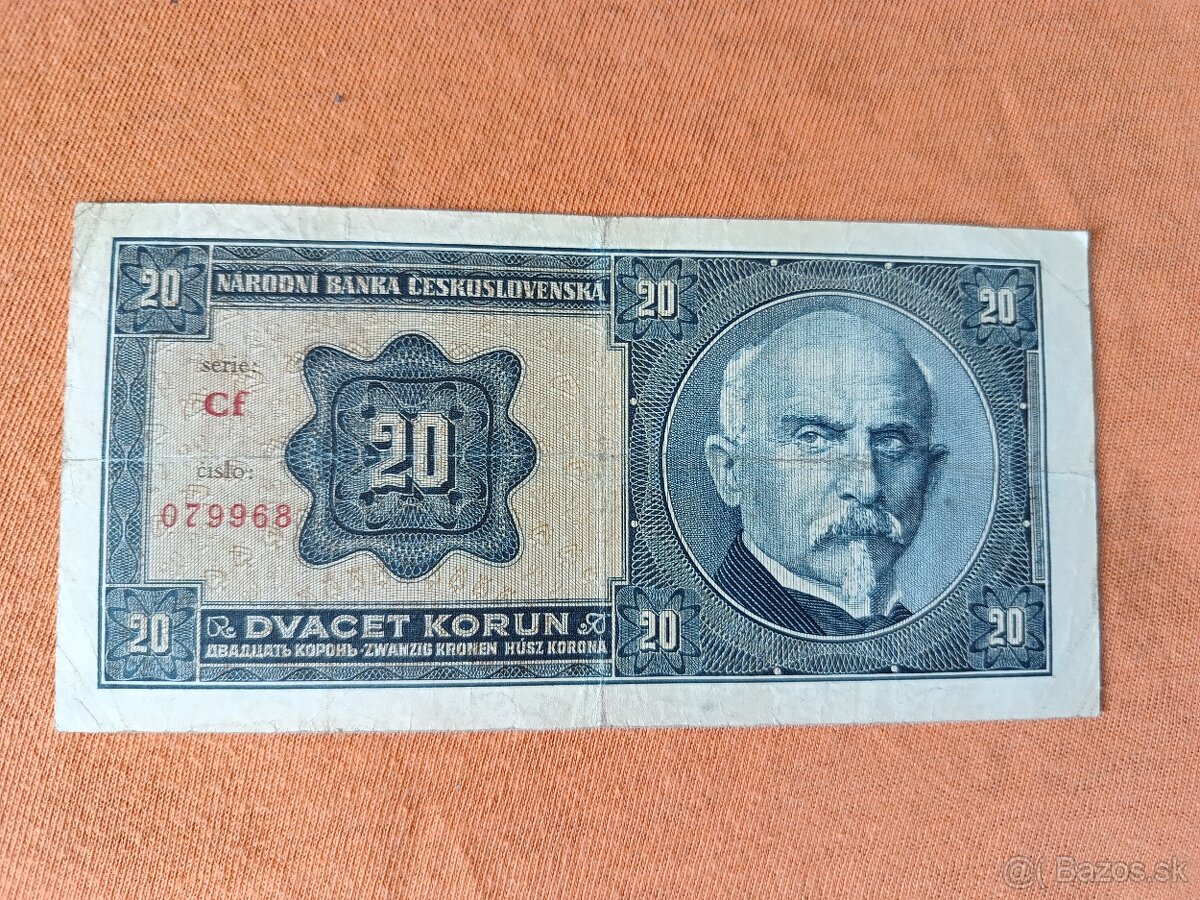 20 NÁRODNÍ BANKA ČESKOSLOVENSKÁ 20 20
serie:
Cf
20
číslo:
079968
20 DVACET KORUN 20 20
ДВАДЦАТЬ КОРОНЬ ZWANZIG KRONEN HÚSZ KORONA
@( Bazos.sk